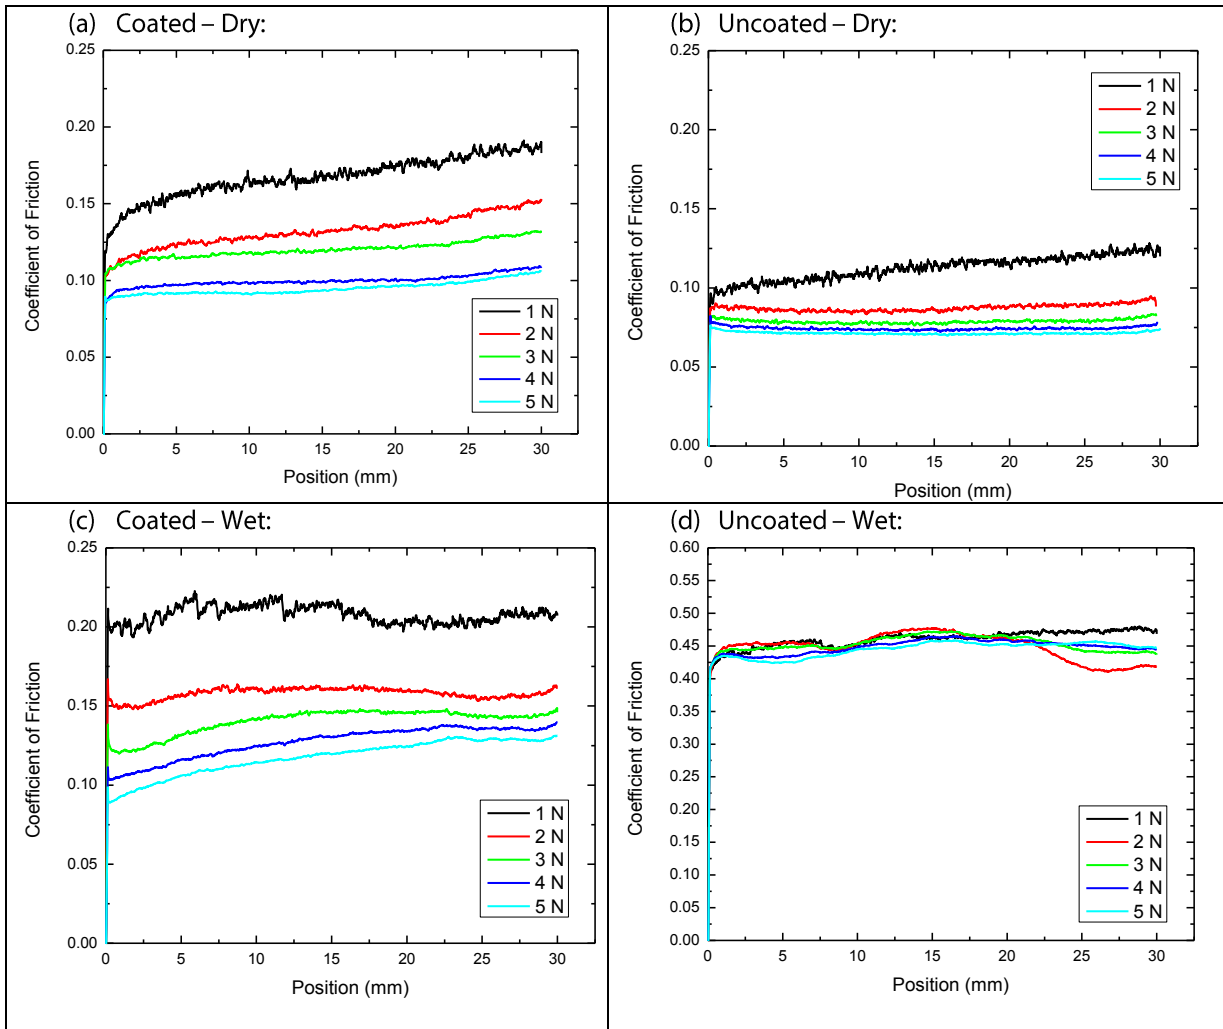 (a) Coated – Dry:
0.25
0.20
0.15
0.10
0.05
0.00
Coefficient of Friction
1 N
2 N
3 N
4 N
5 N
0 5 10 15 20 25 30
Position (mm)
(b) Uncoated – Dry:
0.25
0.20
0.15
0.10
0.05
0.00
Coefficient of Friction
1 N
2 N
3 N
4 N
5 N
0 5 10 15 20 25 30
Position (mm)
(c) Coated – Wet:
0.25
0.20
0.15
0.10
0.05
0.00
Coefficient of Friction
1 N
2 N
3 N
4 N
5 N
0 5 10 15 20 25 30
Position (mm)
(d) Uncoated – Wet:
0.60
0.55
0.50
0.45
0.40
0.35
0.30
0.25
0.20
0.15
0.10
0.05
0.00
Coefficient of Friction
1 N
2 N
3 N
4 N
5 N
0 5 10 15 20 25 30
Position (mm)